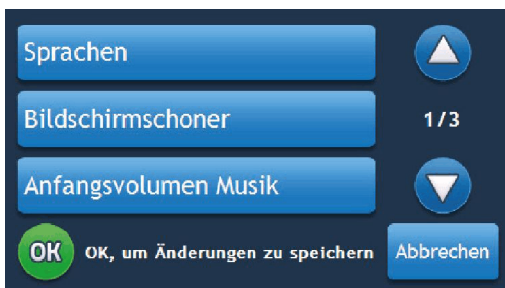 Sprachen
Bildschirmschoner
1/3
Anfangsvolumen Musik
OK OK, um Änderungen zu speichern Abbrechen